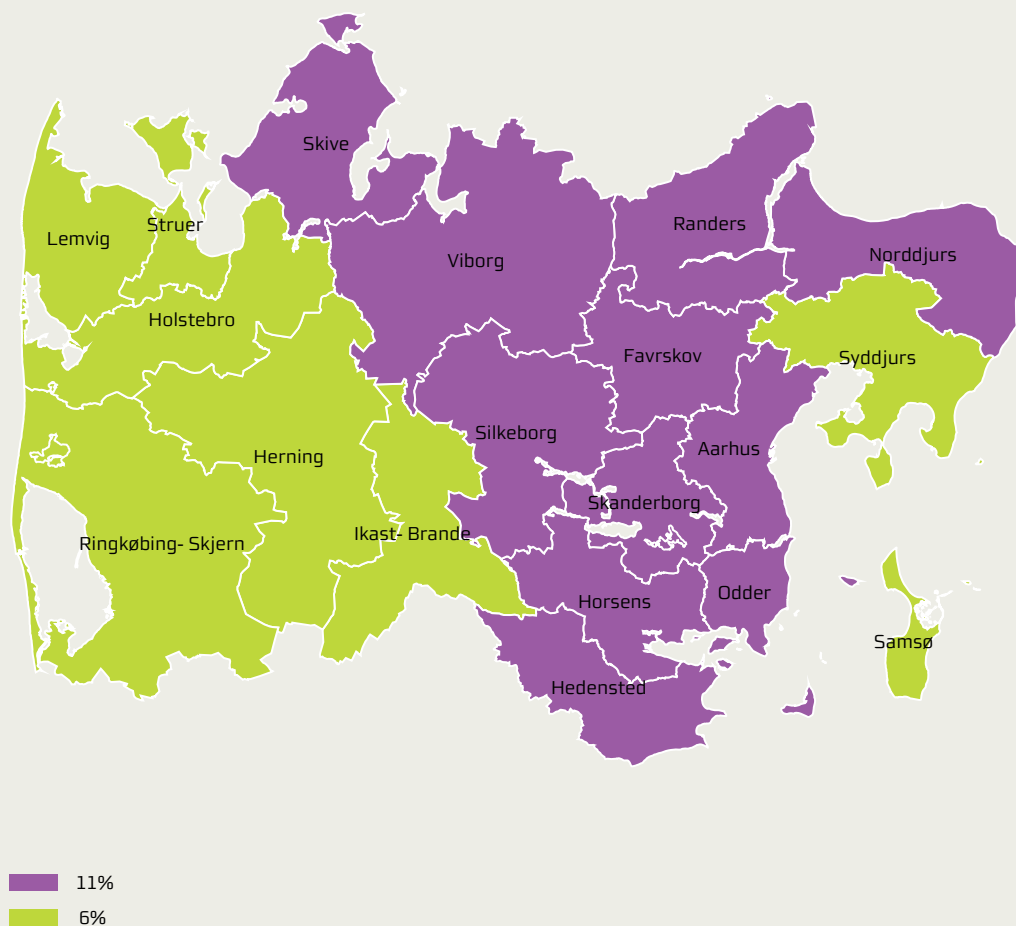 Skive
Struer
Lemvig
Randers
Norddjurs
Viborg
Holstebro
Favrskov
Syddjurs
Silkeborg
Aarhus
Herning
Skanderborg
Ikast- Brande
Ringkøbing- Skjern
Odder
Horsens
Samsø
Hedensted
11%
6%